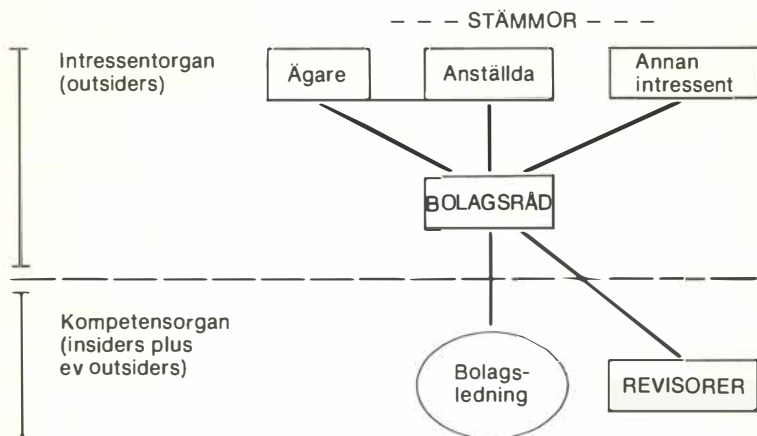 – – – STÄMMOR – – –
Intressentorgan
(outsiders)
Ägare
Anställda
Annan
intressent
BOLAGSRÅD
Kompetensorgan
(insiders plus
ev outsiders)
Bolags-
ledning
REVISORER